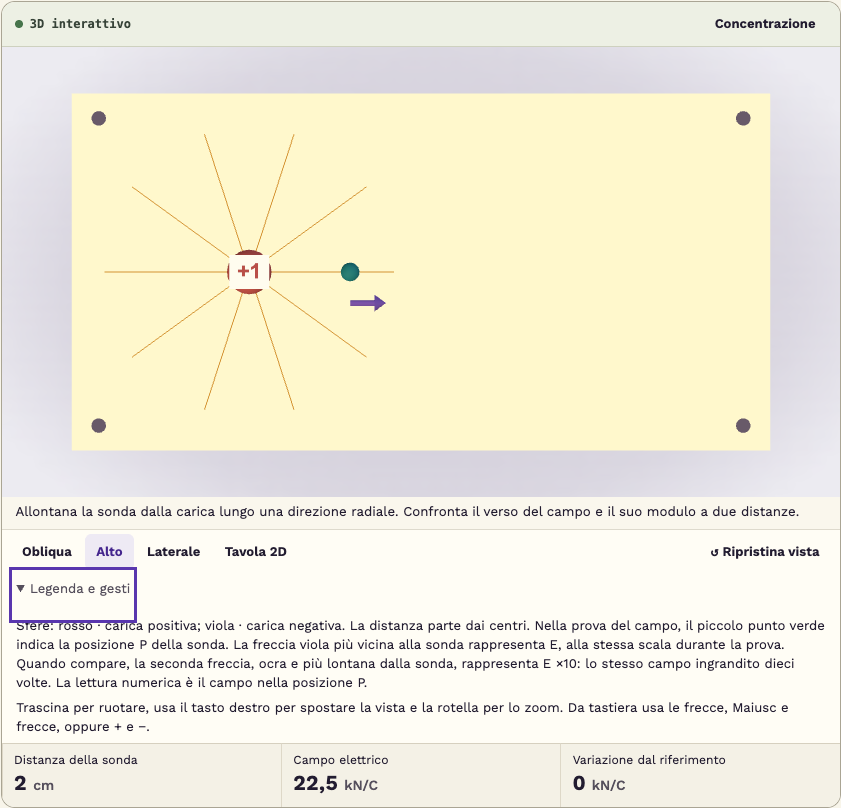 3D interattivo
Concentrazione
+1
Allontana la sonda dalla carica lungo una direzione radiale. Confronta il verso del campo e il suo modulo a due distanze.
Obliqua Alto Laterale Tavola 2D
↺ Ripristina vista
▼ Legenda e gesti
Sfere: rosso · carica positiva; viola · carica negativa. La distanza parte dai centri. Nella prova del campo, il piccolo punto verde
indica la posizione P della sonda. La freccia viola più vicina alla sonda rappresenta E, alla stessa scala durante la prova.
Quando compare, la seconda freccia, ocra e più lontana dalla sonda, rappresenta E ×10: lo stesso campo ingrandito dieci
volte. La lettura numerica è il campo nella posizione P.
Trascina per ruotare, usa il tasto destro per spostare la vista e la rotella per lo zoom. Da tastiera usa le frecce, Maiusc e
frecce, oppure + e −.
Distanza della sonda
2 cm
Campo elettrico
22,5 kN/C
Variazione dal riferimento
0 kN/C